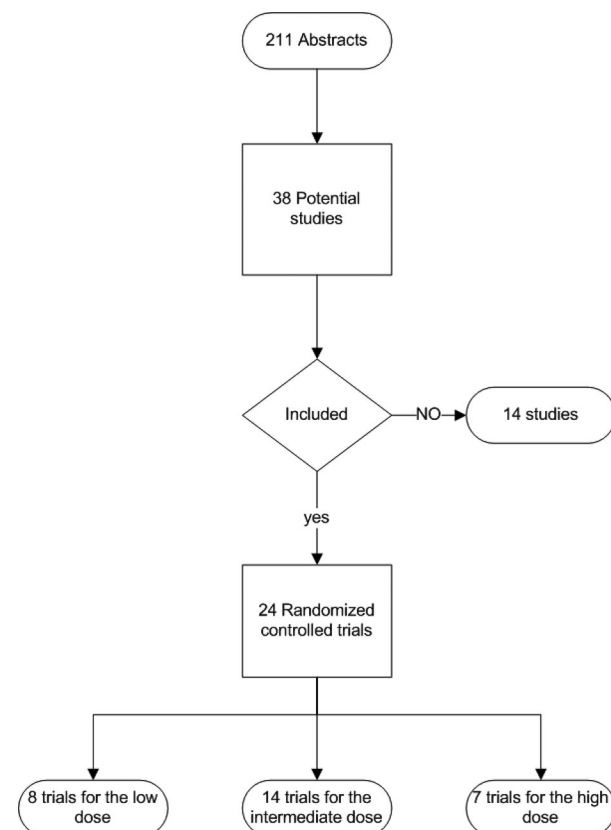 211 Abstracts
38 Potential
studies
Included
NO
14 studies
yes
24 Randomized
controlled trials
8 trials for the low
dose
14 trials for the
intermediate dose
7 trials for the high
dose